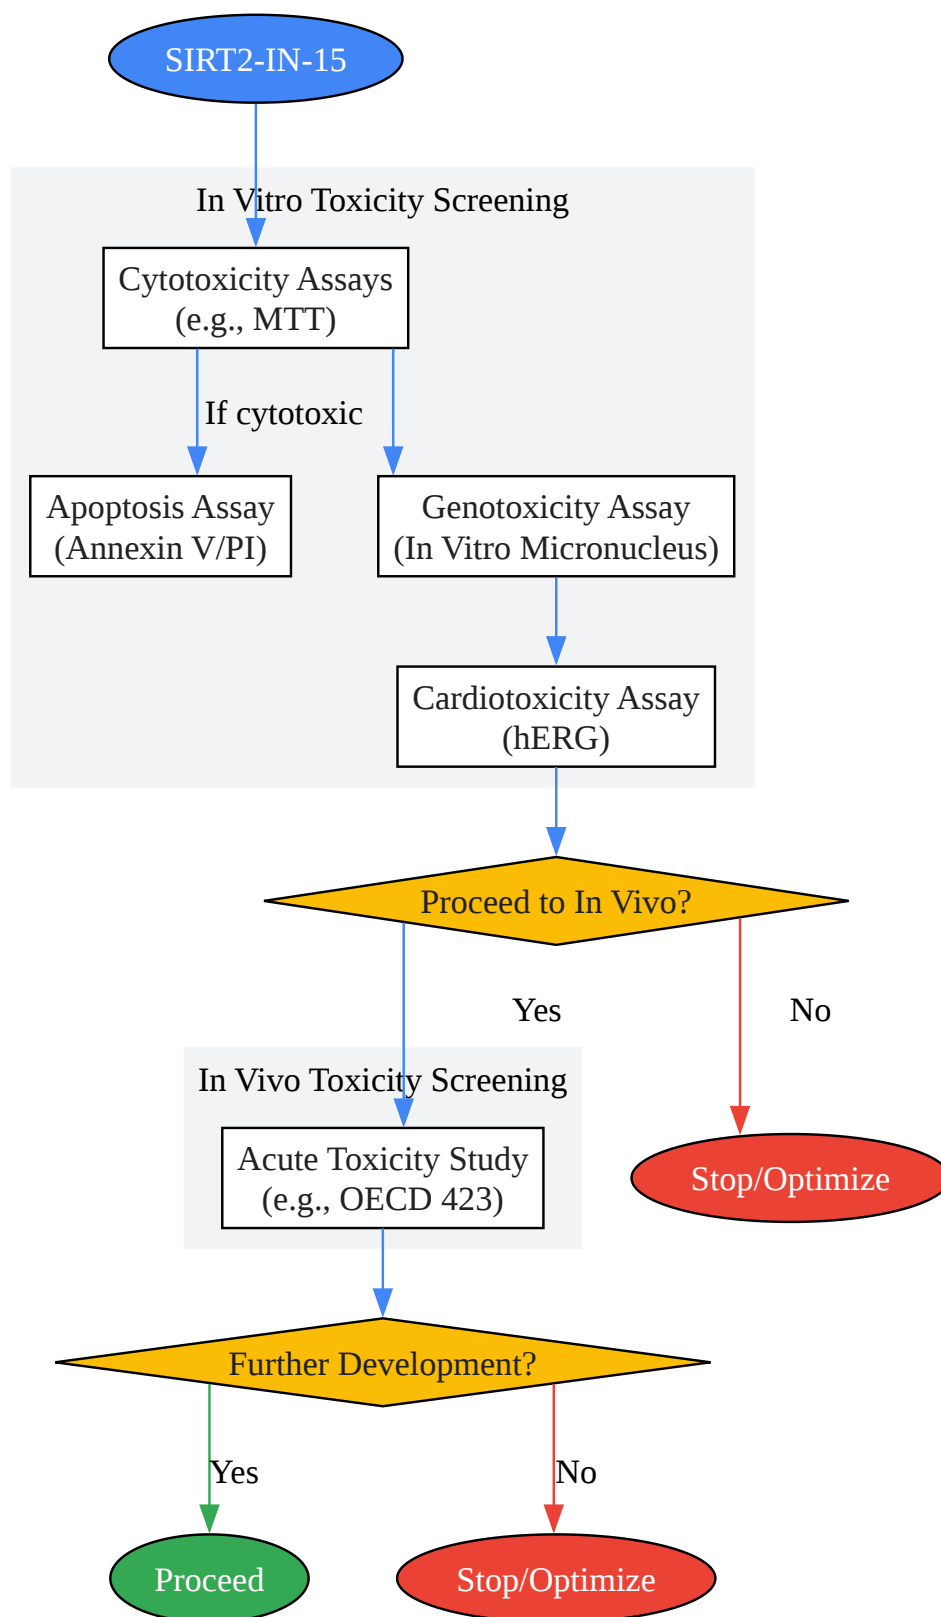 SIRT2-IN-15
In Vitro Toxicity Screening
Cytotoxicity Assays
(e.g., MTT)
If cytotoxic
Apoptosis Assay
(Annexin V/PI)
Genotoxicity Assay
(In Vitro Micronucleus)
Cardiotoxicity Assay
(hERG)
Proceed to In Vivo?
Yes
No
In Vivo Toxicity Screening
Acute Toxicity Study
(e.g., OECD 423)
Stop/Optimize
Further Development?
Yes
No
Proceed
Stop/Optimize